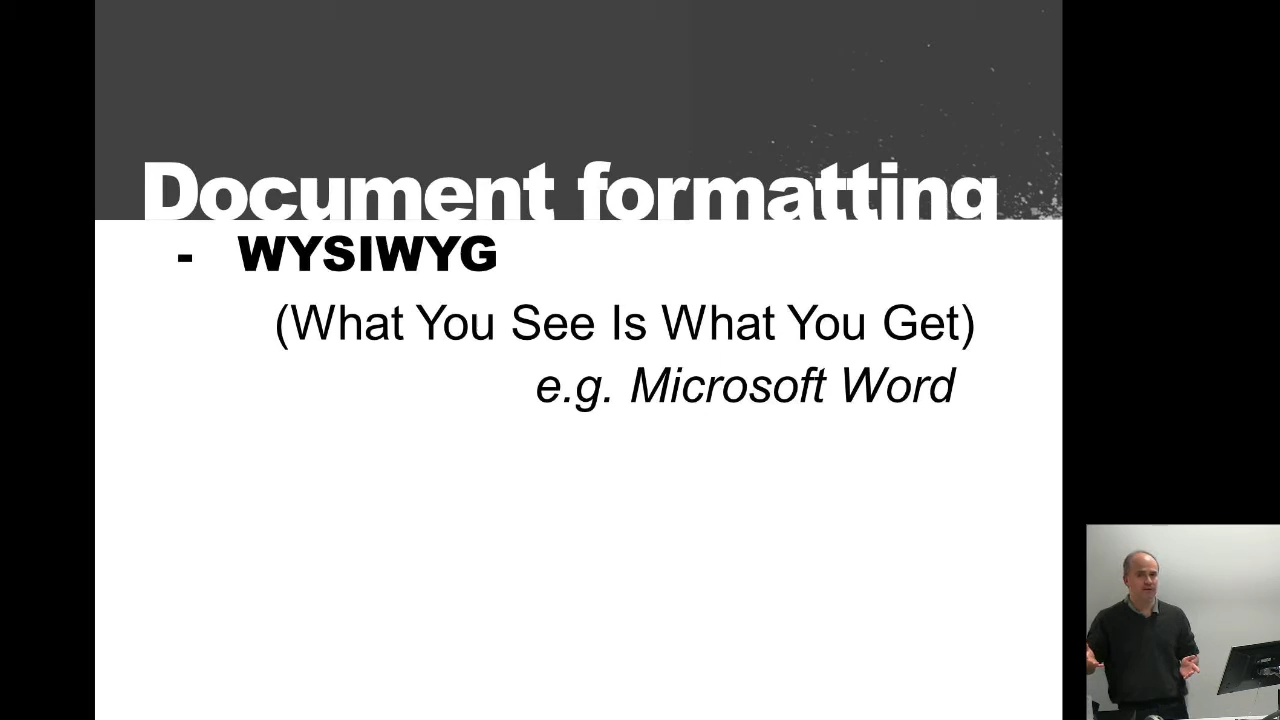 Document formatting
- WYSIWYG
(What You See Is What You Get)
e.g. Microsoft Word